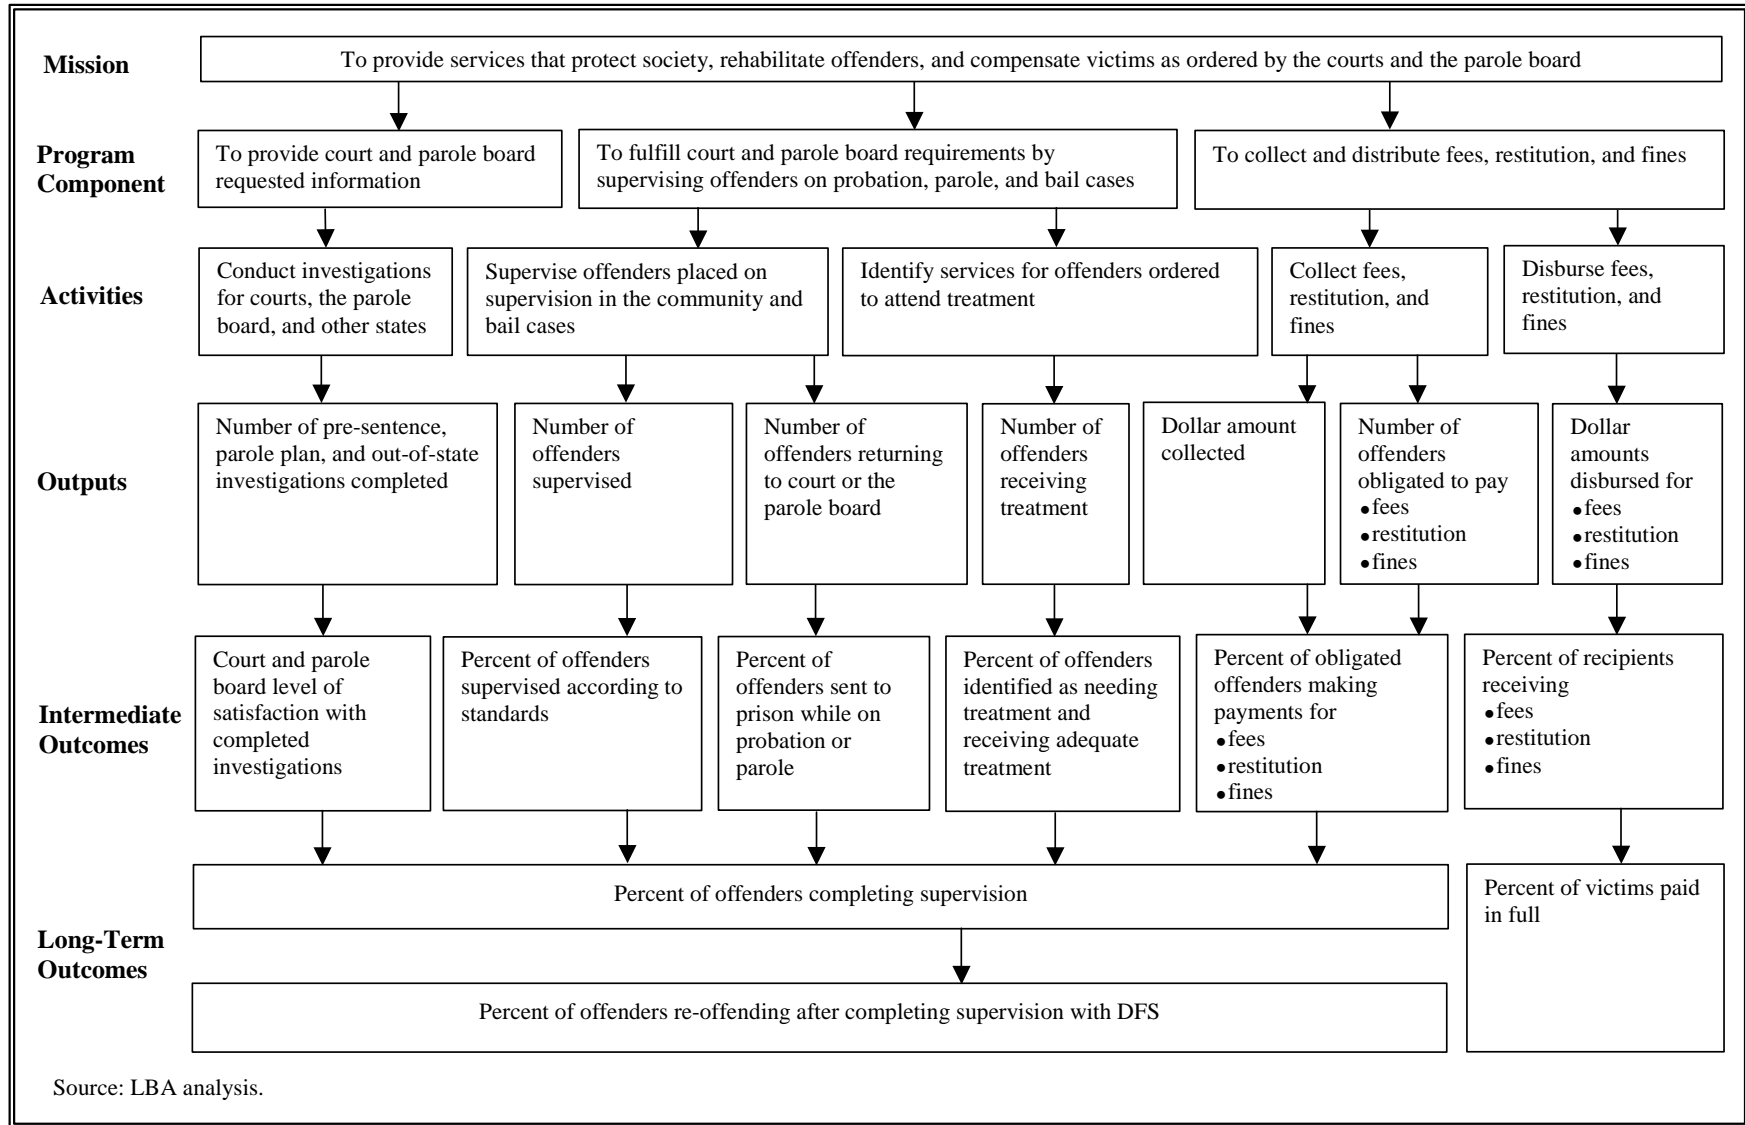 Mission
To provide services that protect society, rehabilitate offenders, and compensate victims as ordered by the courts and the parole board
Program
Component
To provide court and parole board
requested information
To fulfill court and parole board requirements by
supervising offenders on probation, parole, and bail cases
To collect and distribute fees, restitution, and fines
Activities
Conduct investigations
for courts, the parole
board, and other states
Supervise offenders placed on
supervision in the community and
bail cases
Identify services for offenders ordered
to attend treatment
Collect fees,
restitution, and
fines
Disburse fees,
restitution, and
fines
Outputs
Number of pre-sentence,
parole plan, and out-of-state
investigations completed
Number of
offenders
supervised
Number of
offenders returning
to court or the
parole board
Number of
offenders
receiving
treatment
Dollar amount
collected
Number of
offenders
obligated to pay
• fees
• restitution
• fines
Dollar
amounts
disbursed for
• fees
• restitution
• fines
Intermediate
Outcomes
Court and parole
board level of
satisfaction with
completed
investigations
Percent of offenders
supervised according to
standards
Percent of
offenders sent to
prison while on
probation or
parole
Percent of offenders
identified as needing
treatment and
receiving adequate
treatment
Percent of obligated
offenders making
payments for
• fees
• restitution
• fines
Percent of recipients
receiving
• fees
• restitution
• fines
Long-Term
Outcomes
Percent of offenders completing supervision
Percent of victims paid
in full
Percent of offenders re-offending after completing supervision with DFS
Source: LBA analysis.